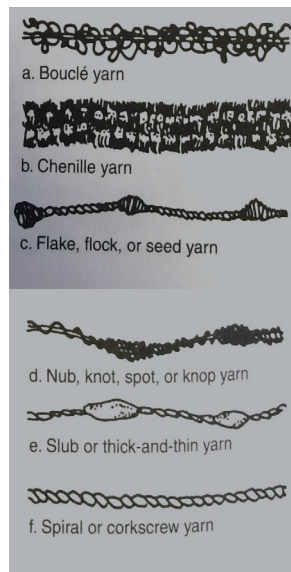 a. Bouclé yarn
b. Chenille yarn
c. Flake, flock, or seed yarn
d. Nub, knot, spot, or knop yarn
e. Slub or thick-and-thin yarn
f. Spiral or corkscrew yarn